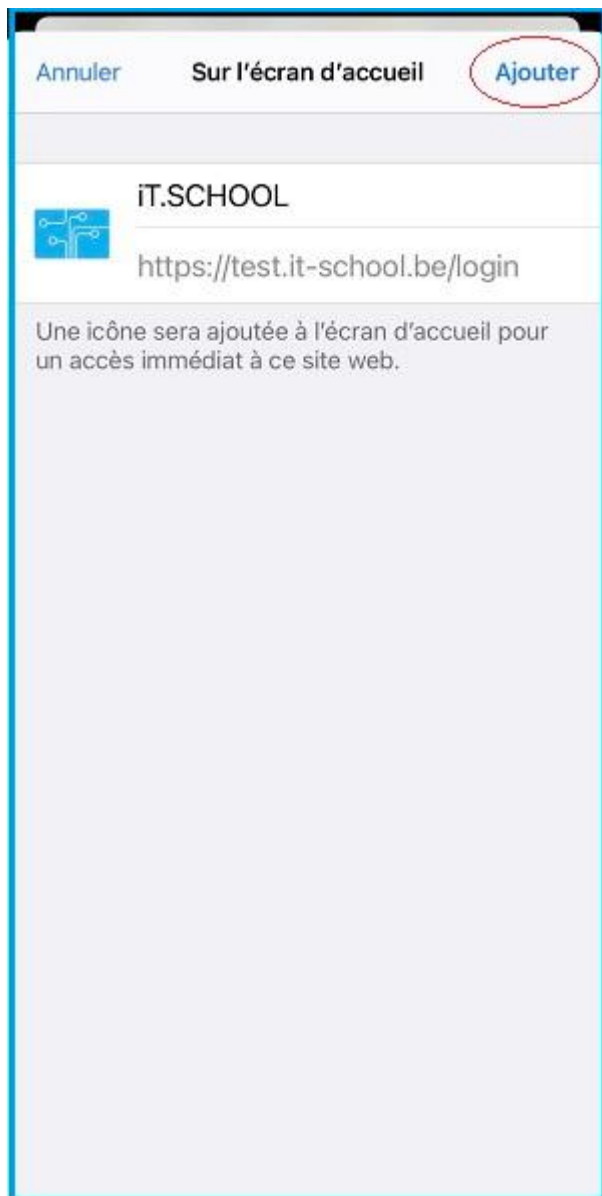 Annuler Sur l'écran d'accueil Ajouter
iT.SCHOOL
https://test.it-school.be/login
Une icône sera ajoutée à l'écran d'accueil pour
un accès immédiat à ce site web.